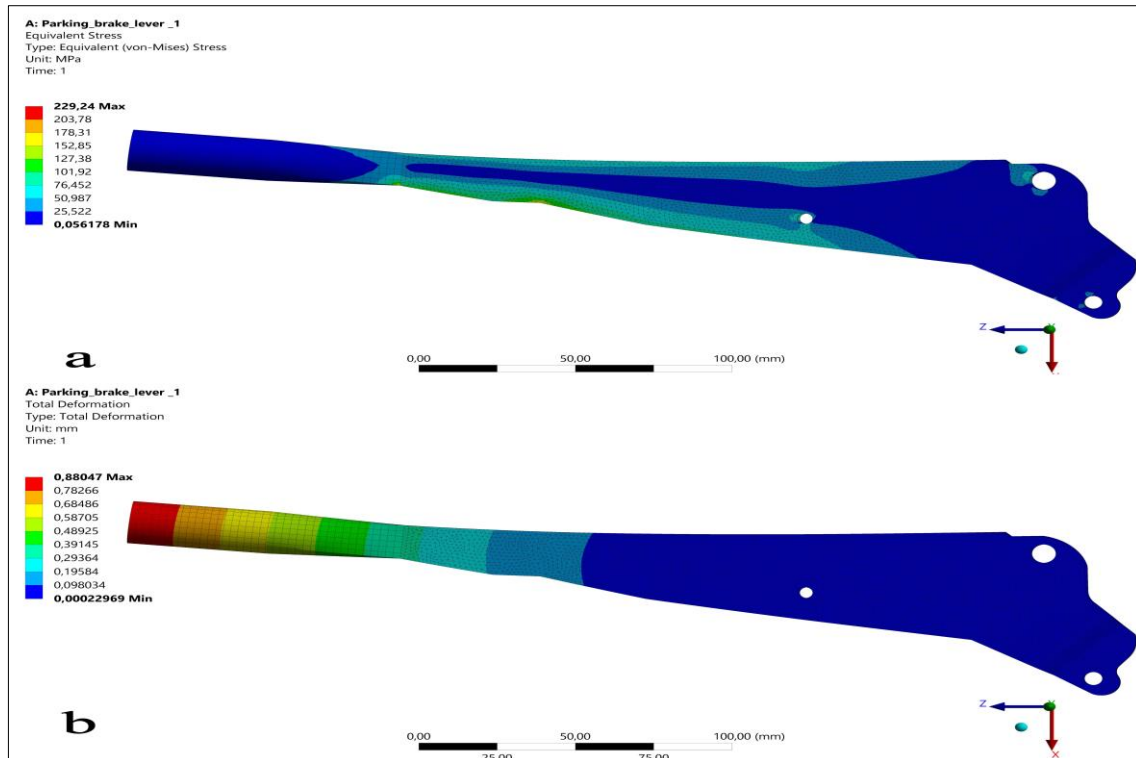 A: Parking_brake_lever _1
Equivalent Stress
Type: Equivalent (von-Mises) Stress
Unit: MPa
Time: 1
229,24 Max
203,78
178,31
152,85
127,38
101,92
76,452
50,987
25,522
0,056178 Min
Z
a
0,00 50,00 100,00 (mm)
A: Parking_brake_lever _1
Total Deformation
Type: Total Deformation
Unit: mm
Time: 1
0,88047 Max
0,78266
0,68486
0,58705
0,48925
0,39145
0,29364
0,19584
0,098034
0,00022969 Min
Z
b
X
0,00 50,00 100,00 (mm)
25,00 75,00